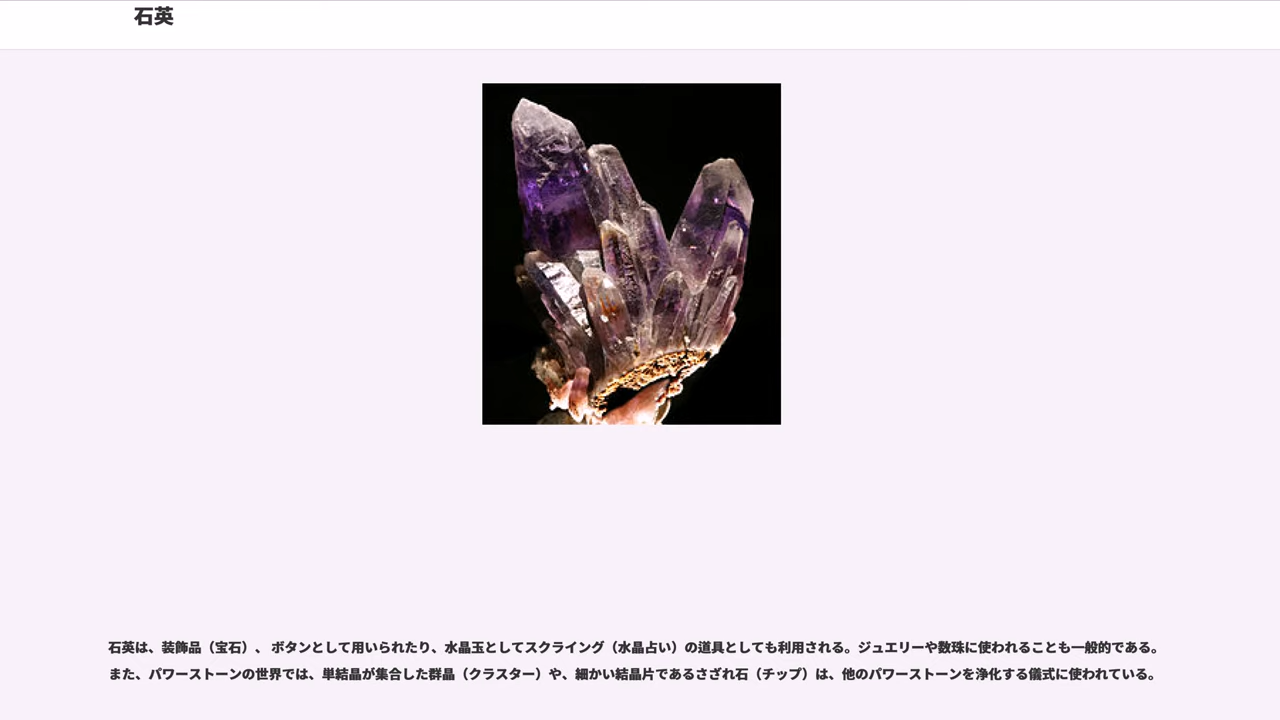 石英
石英は、装飾品（宝石）、 ボタンとして用いられたり、水晶玉としてスクライング（水晶占い）の道具としても利用される。ジュエリーや数珠に使われることも一般的である。
また、パワーストーンの世界では、単結晶が集合した群晶（クラスター）や、細かい結晶片であるさざれ石（チップ）は、他のパワーストーンを浄化する儀式に使われている。